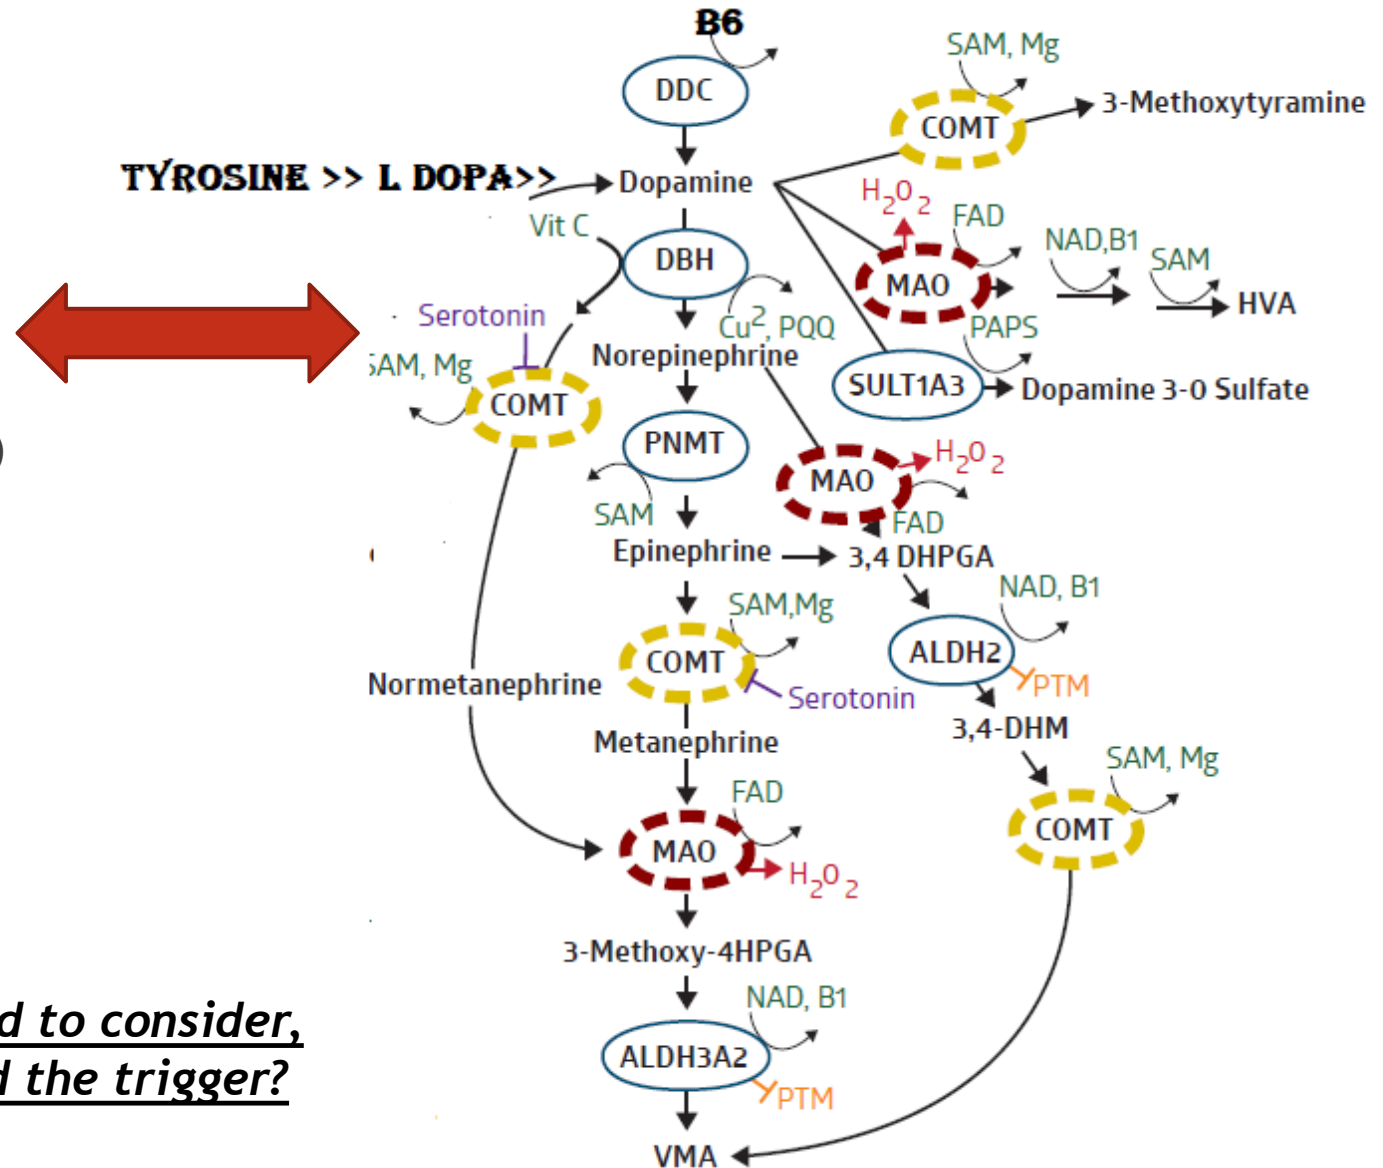 B6
SAM, Mg
DDC
COMT
3-Methoxytyramine
TYROSINE >> L DOPA>>
Dopamine
H2O2
FAD
Vit C
NAD,B1
SAM
DBH
MAO
HVA
Serotonin
Cu2, PQQ
PAPS
SAM, Mg
Norepinephrine
SULT1A3
Dopamine 3-0 Sulfate
COMT
)
PNMT
MAO
H2O2
SAM
FAD
Epinephrine
3,4 DHPGA
NAD, B1
SAM,Mg
COMT
ALDH2
Normetanephrine
Serotonin
PTM
Metanephrine
3,4-DHM
SAM, Mg
FAD
COMT
MAO
H2O2
3-Methoxy-4HPGA
NAD, B1
d to consider,
ALDH3A2
d the trigger?
PTM
VMA